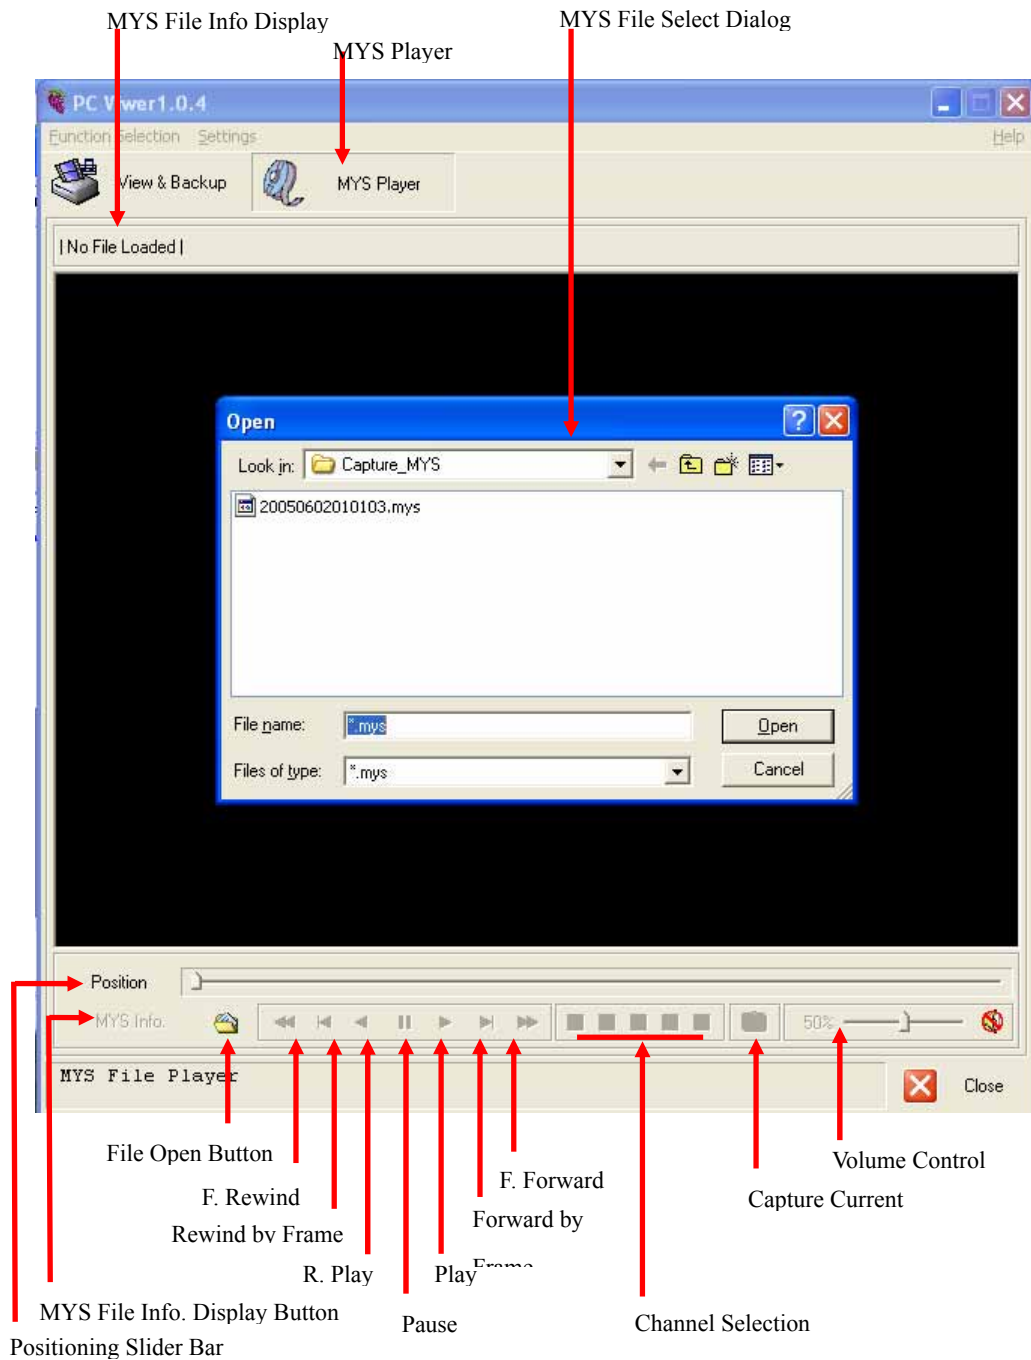 MYS File Info Display
MYS File Select Dialog
MYS Player
PC Viwer1.0.4
Function Selection Settings Help
View & Backup
MYS Player
| No File Loaded |
Open
Look in: Capture_MYS
20050602010103.mys
File name: *.mys
Open
Files of type: *.mys
Cancel
Position
MYS Info.
50%
MYS File Player
Close
File Open Button
Volume Control
F. Rewind
F. Forward
Capture Current
Rewind by Frame
Forward by
Frame
R. Play
Play
MYS File Info. Display Button
Pause
Channel Selection
Positioning Slider Bar